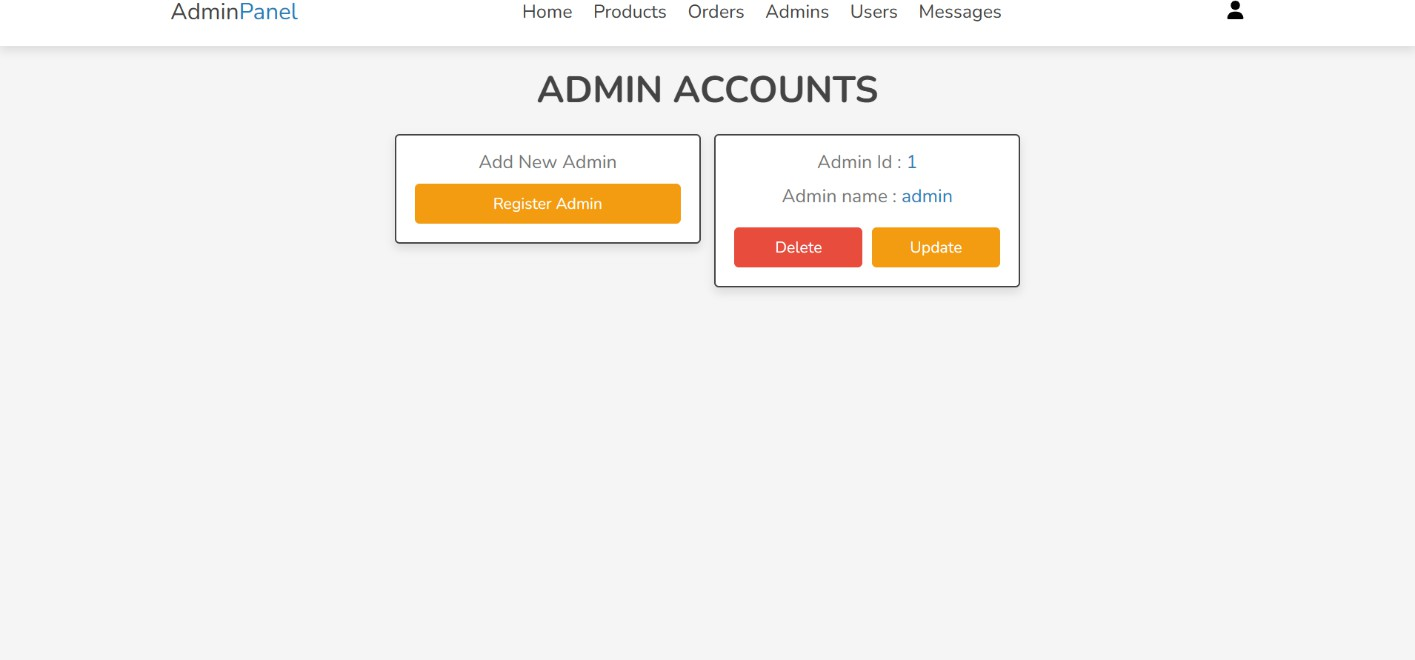 AdminPanel Home Products Orders Admins Users Messages
ADMIN ACCOUNTS
Add New Admin
Register Admin
Admin Id : 1
Admin name : admin
Delete Update